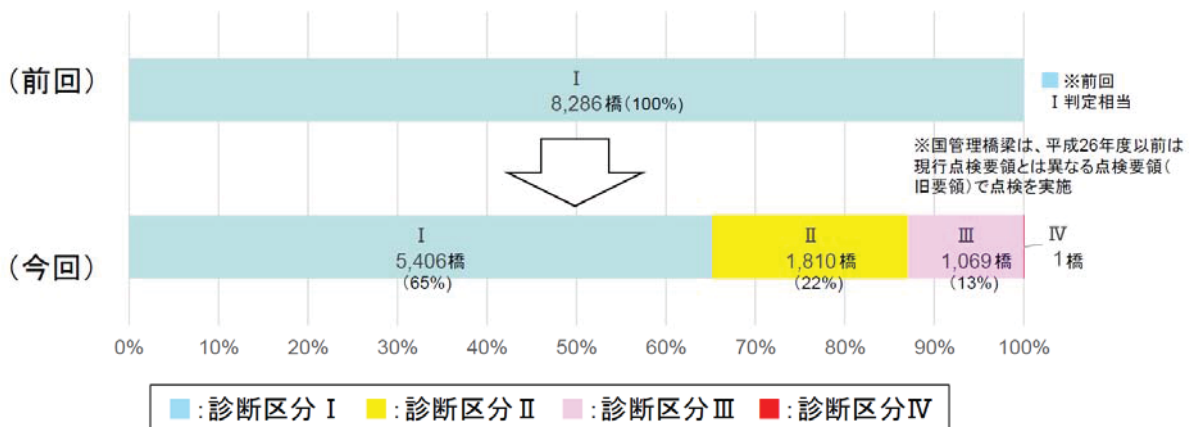 (前回)
Ⅰ
8,286橋(100%)
※前回
Ⅰ判定相当
※国管理橋梁は、平成26年度以前は
現行点検要領とは異なる点検要領(
旧要領)で点検を実施
(今回)
Ⅰ
5,406橋
(65%)
Ⅱ
1,810橋
(22%)
Ⅲ
1,069橋
(13%)
Ⅳ
1橋
0% 10% 20% 30% 40% 50% 60% 70% 80% 90% 100%
:診断区分Ⅰ :診断区分Ⅱ :診断区分Ⅲ :診断区分Ⅳ